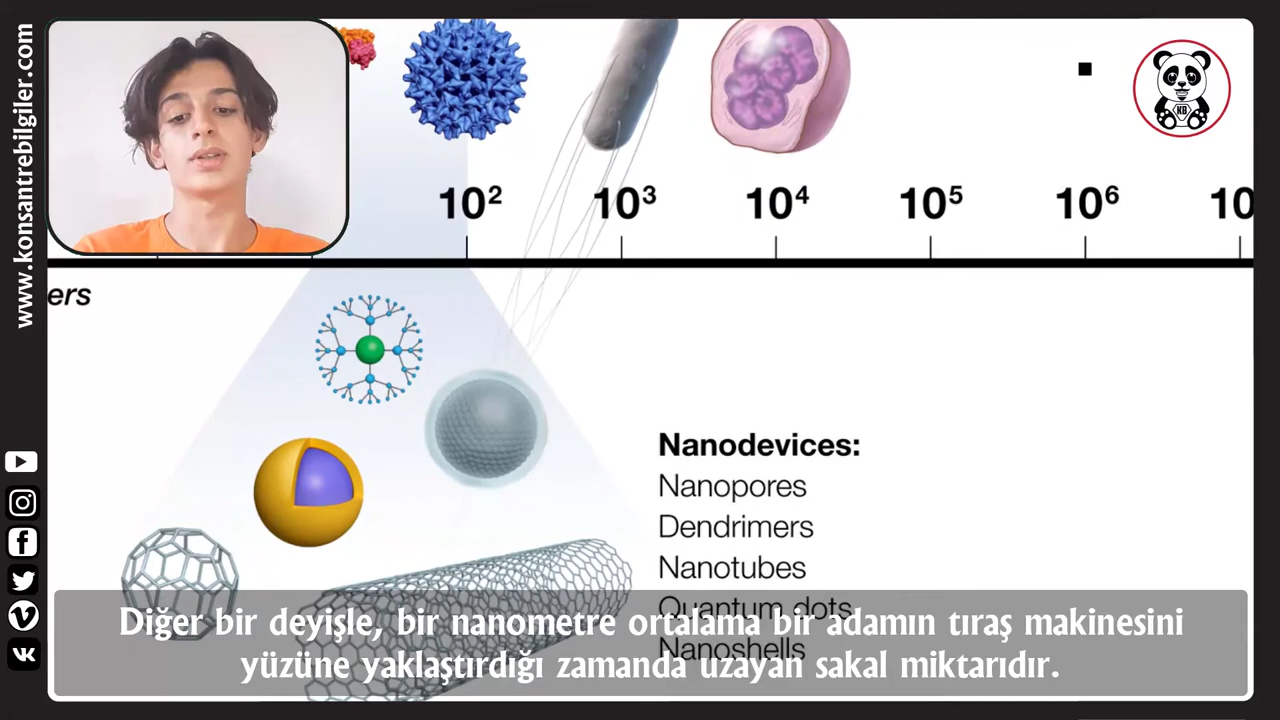 www.konsantrebilgiler.com
KB
10² 10³ 10⁴ 10⁵ 10⁶ 10
ers
Nanodevices:
Nanopores
Dendrimers
Nanotubes
Quantum dots
Nanoshells
Diğer bir deyişle, bir nanometre ortalama bir adamın tıraş makinesini
yüzüne yaklaştırdığı zamanda uzayan sakal miktarıdır.